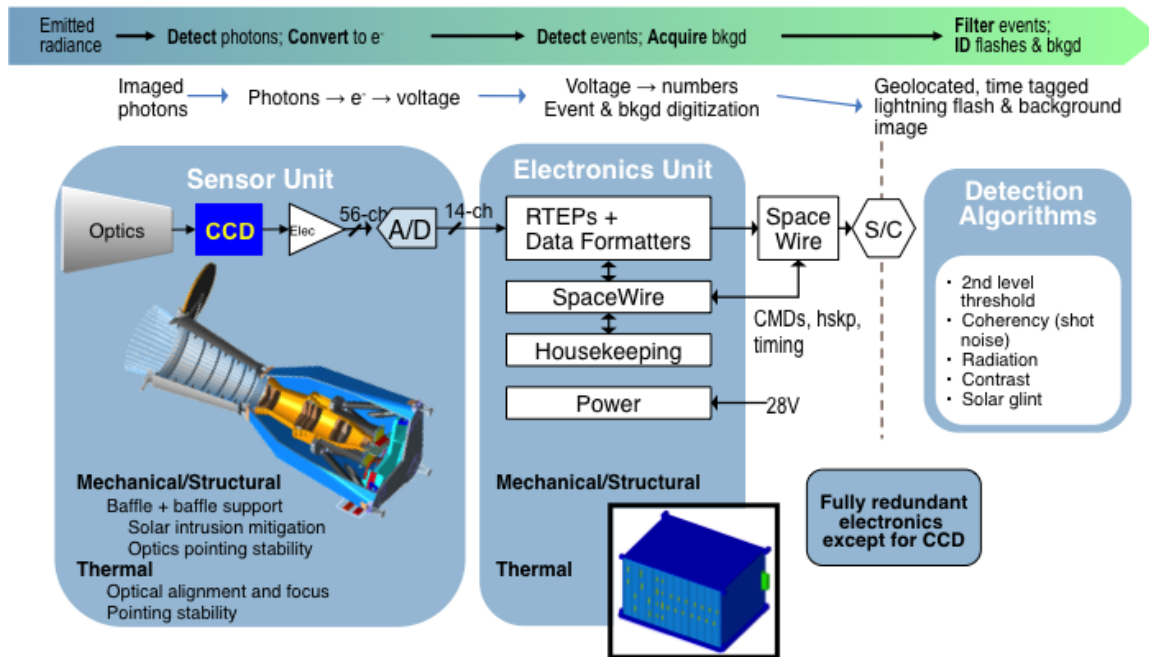 Emitted
radiance
Detect photons; Convert to e-
Detect events; Acquire bkgd
Filter events;
ID flashes & bkgd
Imaged
photons
Photons → e- → voltage
Voltage → numbers
Event & bkgd digitization
Geolocated, time tagged
lightning flash & background
image
Sensor Unit
Optics
CCD
Elec
56-ch
A/D
14-ch
Mechanical/Structural
Baffle + baffle support
Solar intrusion mitigation
Optics pointing stability
Thermal
Optical alignment and focus
Pointing stability
Electronics Unit
RTEPs +
Data Formatters
SpaceWire
Housekeeping
Power
Mechanical/Structural
Thermal
Space
Wire
S/C
CMDs, hskp,
timing
28V
Detection
Algorithms
• 2nd level
threshold
• Coherency (shot
noise)
• Radiation
• Contrast
• Solar glint
Fully redundant
electronics
except for CCD